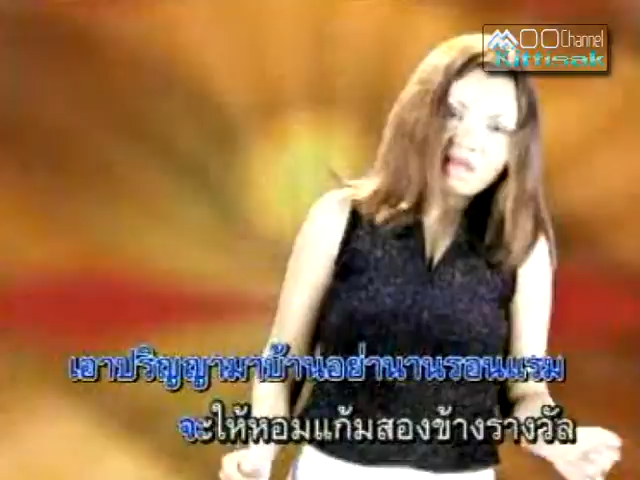 MOOChannel
Kittisak
เอาปริญญามาบ้านอย่านานรอนแรม
จะให้หอมแก้มสองข้างรางวัล